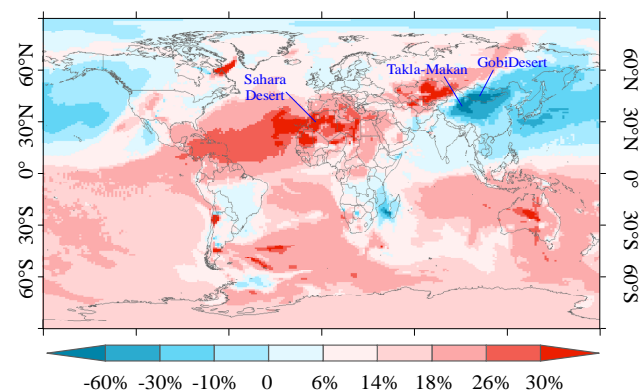 60°N
30°N
0°
30°S
60°S
Sahara
Desert
Takla-Makan
GobiDesert
60°N
30°N
0°
30°S
60°S
-60% -30% -10% 0 6% 14% 18% 26% 30%